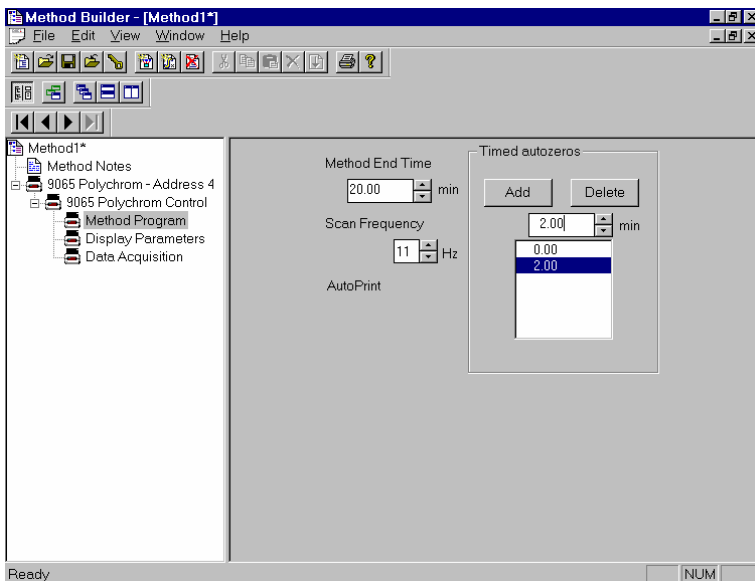 Method Builder - [Method1*]
File Edit View Window Help
Method1*
Method Notes
9065 Polychrom - Address 4
9065 Polychrom Control
Method Program
Display Parameters
Data Acquisition
Method End Time
20.00 min
Scan Frequency
11 Hz
AutoPrint
Timed autozeros
Add Delete
2.00 min
0.00
2.00
Ready NUM